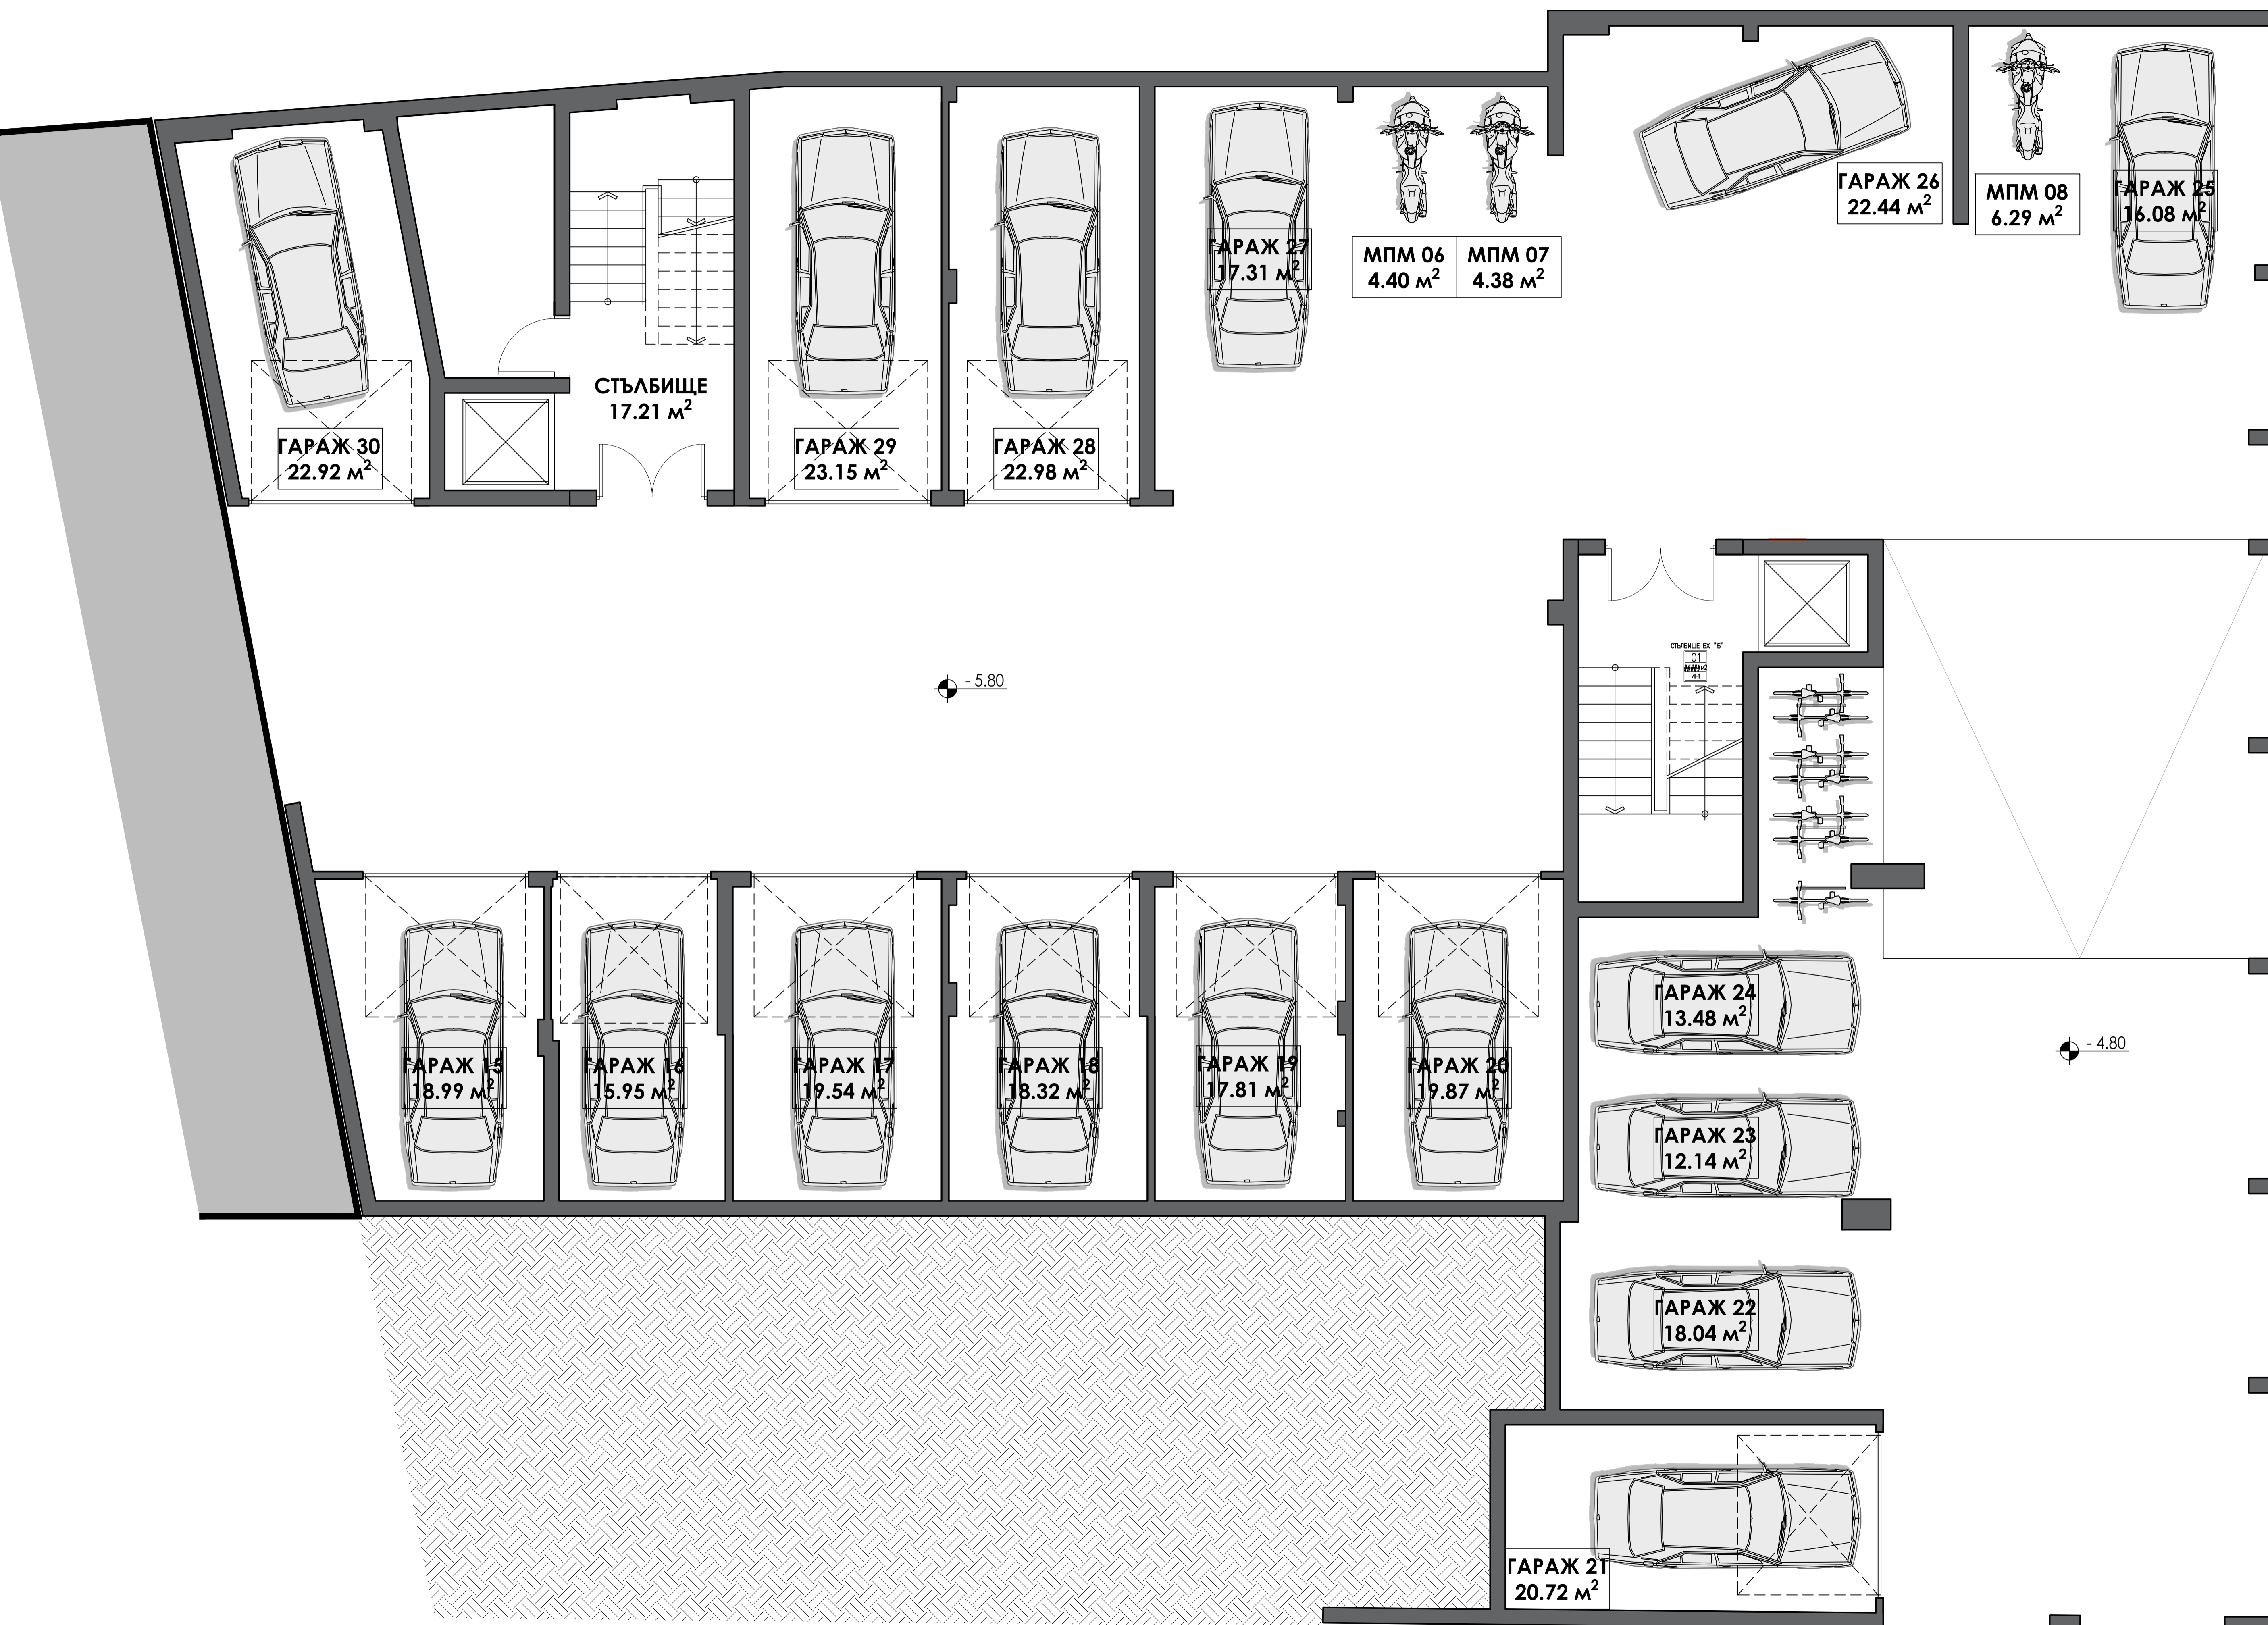 ГАРАЖ 26
22.44 м²
МПМ 08
6.29 м²
ГАРАЖ 25
16.08 м²
ГАРАЖ 27
17.31 м²
МПМ 06
4.40 м²
МПМ 07
4.38 м²
СТЪЛБИЩЕ
17.21 м²
ГАРАЖ 30
22.92 м²
ГАРАЖ 29
23.15 м²
ГАРАЖ 28
22.98 м²
СТЪЛБИЩЕ ВХ. "Б"
01
- 5.80
ГАРАЖ 24
13.48 м²
- 4.80
ГАРАЖ 15
18.99 м²
ГАРАЖ 16
15.95 м²
ГАРАЖ 17
19.54 м²
ГАРАЖ 18
18.32 м²
ГАРАЖ 19
17.81 м²
ГАРАЖ 20
19.87 м²
ГАРАЖ 23
12.14 м²
ГАРАЖ 22
18.04 м²
ГАРАЖ 21
20.72 м²